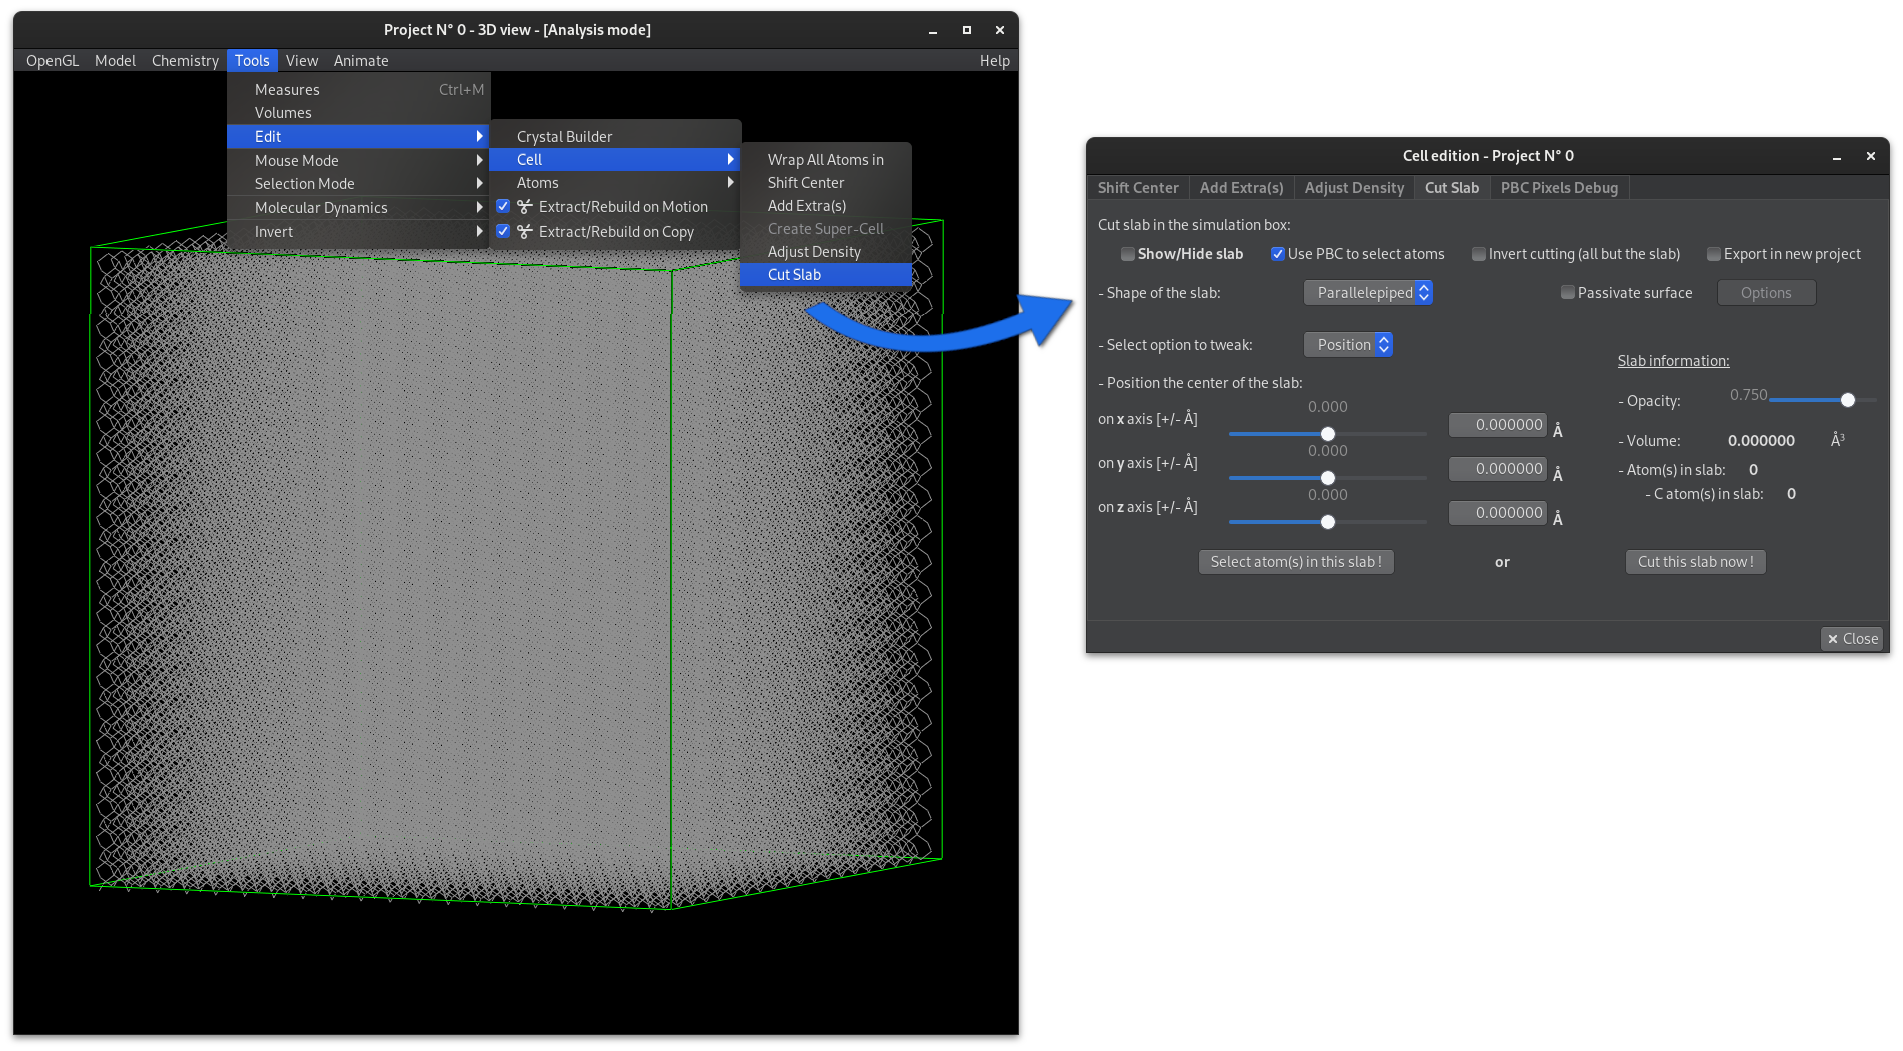 Project N° 0 - 3D view - [Analysis mode]
OpenGL Model Chemistry Tools View Animate Help
Measures Ctrl+M
Volumes
Edit
Mouse Mode
Selection Mode
Molecular Dynamics
Invert
Crystal Builder
Cell
Atoms
Extract/Rebuild on Motion
Extract/Rebuild on Copy
Wrap All Atoms in
Shift Center
Add Extra(s)
Create Super-Cell
Adjust Density
Cut Slab
Cell edition - Project N° 0
Shift Center Add Extra(s) Adjust Density Cut Slab PBC Pixels Debug
Cut slab in the simulation box:
Show/Hide slab Use PBC to select atoms Invert cutting (all but the slab) Export in new project
- Shape of the slab: Parallelepiped Passivate surface Options
- Select option to tweak: Position
Slab information:
- Position the center of the slab:
- Opacity: 0.750
0.000
on x axis [+/- Å] 0.000000 Å
- Volume: 0.000000 Å³
0.000
on y axis [+/- Å] 0.000000 Å
- Atom(s) in slab: 0
- C atom(s) in slab: 0
0.000
on z axis [+/- Å] 0.000000 Å
Select atom(s) in this slab ! or Cut this slab now !
Close